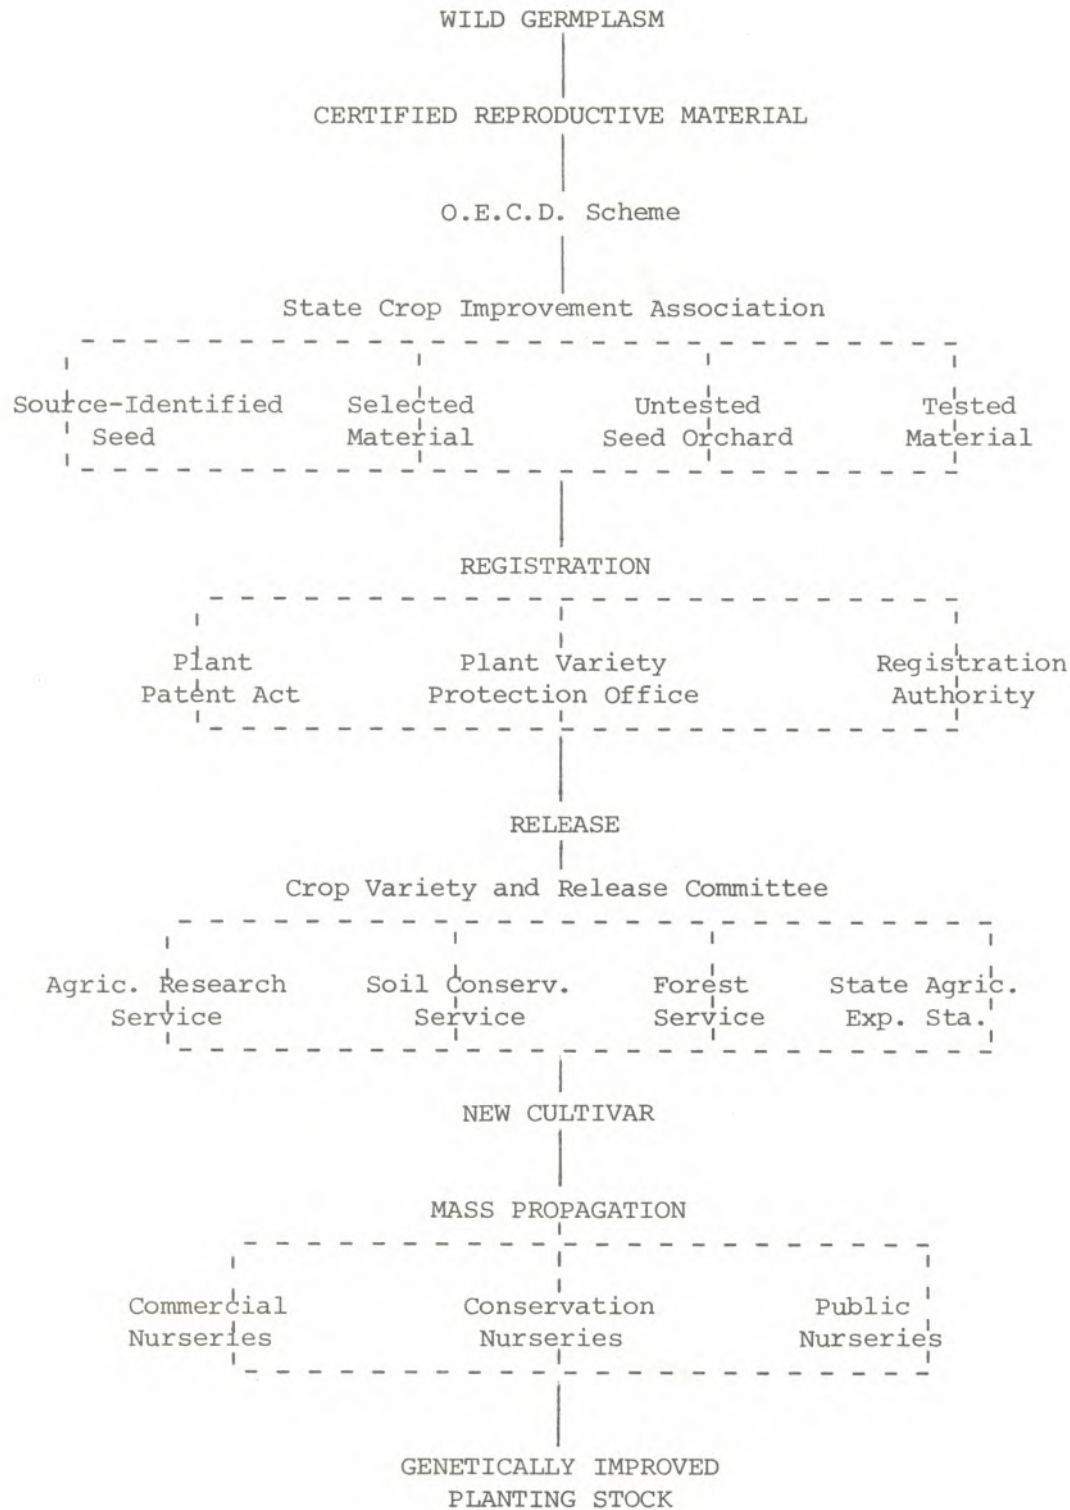 WILD GERMPLASM
CERTIFIED REPRODUCTIVE MATERIAL
O.E.C.D. Scheme
State Crop Improvement Association
Source-Identified Seed
Selected Material
Untested Seed Orchard
Tested Material
REGISTRATION
Plant Patent Act
Plant Variety Protection Office
Registration Authority
RELEASE
Crop Variety and Release Committee
Agric. Research Service
Soil Conserv. Service
Forest Service
State Agric. Exp. Sta.
NEW CULTIVAR
MASS PROPAGATION
Commercial Nurseries
Conservation Nurseries
Public Nurseries
GENETICALLY IMPROVED
PLANTING STOCK